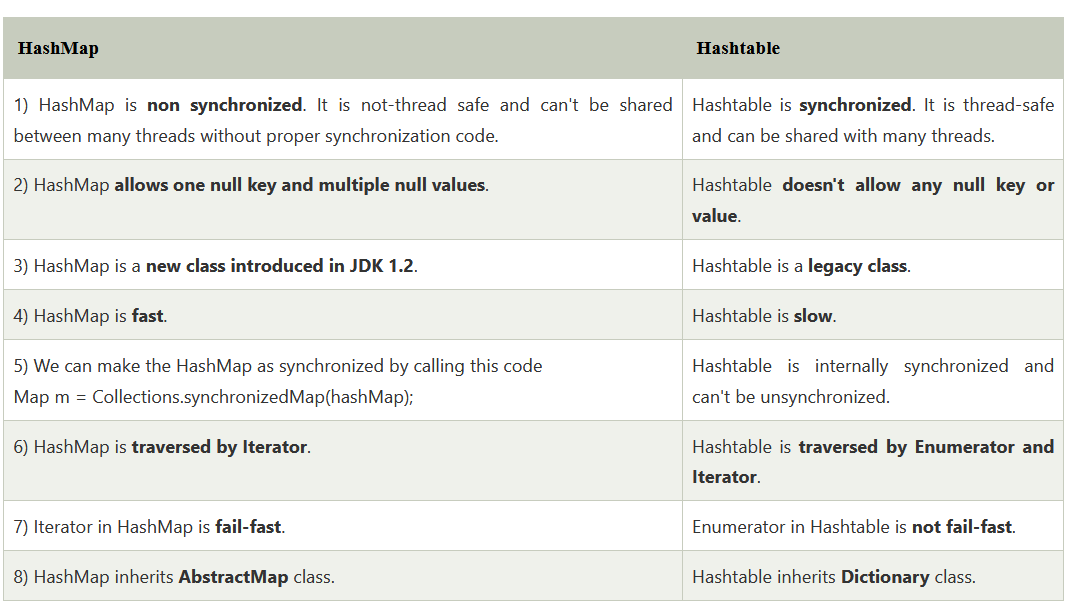 HashMap
Hashtable
1) HashMap is non synchronized. It is not-thread safe and can't be shared
between many threads without proper synchronization code.
Hashtable is synchronized. It is thread-safe
and can be shared with many threads.
2) HashMap allows one null key and multiple null values.
Hashtable doesn't allow any null key or
value.
3) HashMap is a new class introduced in JDK 1.2.
Hashtable is a legacy class.
4) HashMap is fast.
Hashtable is slow.
5) We can make the HashMap as synchronized by calling this code
Map m = Collections.synchronizedMap(hashMap);
Hashtable is internally synchronized and
can't be unsynchronized.
6) HashMap is traversed by Iterator.
Hashtable is traversed by Enumerator and
Iterator.
7) Iterator in HashMap is fail-fast.
Enumerator in Hashtable is not fail-fast.
8) HashMap inherits AbstractMap class.
Hashtable inherits Dictionary class.